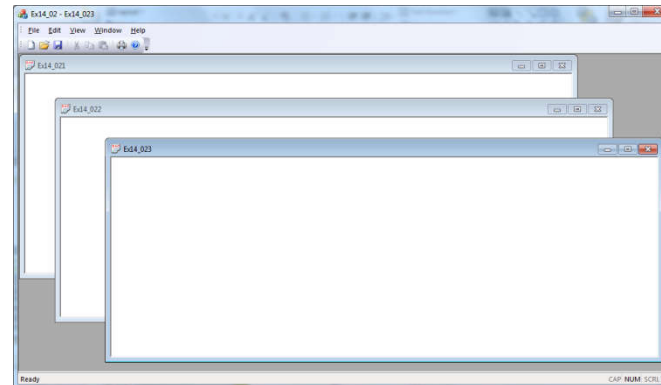 Ex14_02 - Ex14_023
File Edit View Window Help
Ex14_021
Ex14_022
Ex14_023
Ready
CAP NUM SCRL